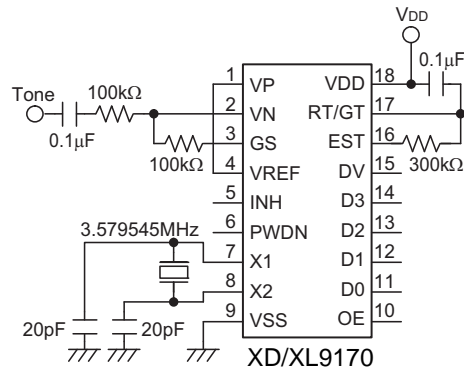 VDD
Tone
100kΩ
0.1μF
100kΩ
1 VP
2 VN
3 GS
4 VREF
5 INH
6 PWDN
7 X1
8 X2
9 VSS
VDD 18
RT/GT 17
EST 16
DV 15
D3 14
D2 13
D1 12
D0 11
OE 10
0.1μF
300kΩ
3.579545MHz
20pF
20pF
XD/XL9170